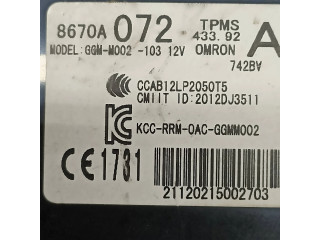 8670A 072 TPMS A
433.92
MODEL: GGM-M002 -103 12V OMRON
742BV
CCAB12LP2050T5
CMIIT ID:2012DJ3511
KCC-RRM-OAC-GGMM002
CE1731
21120215002703